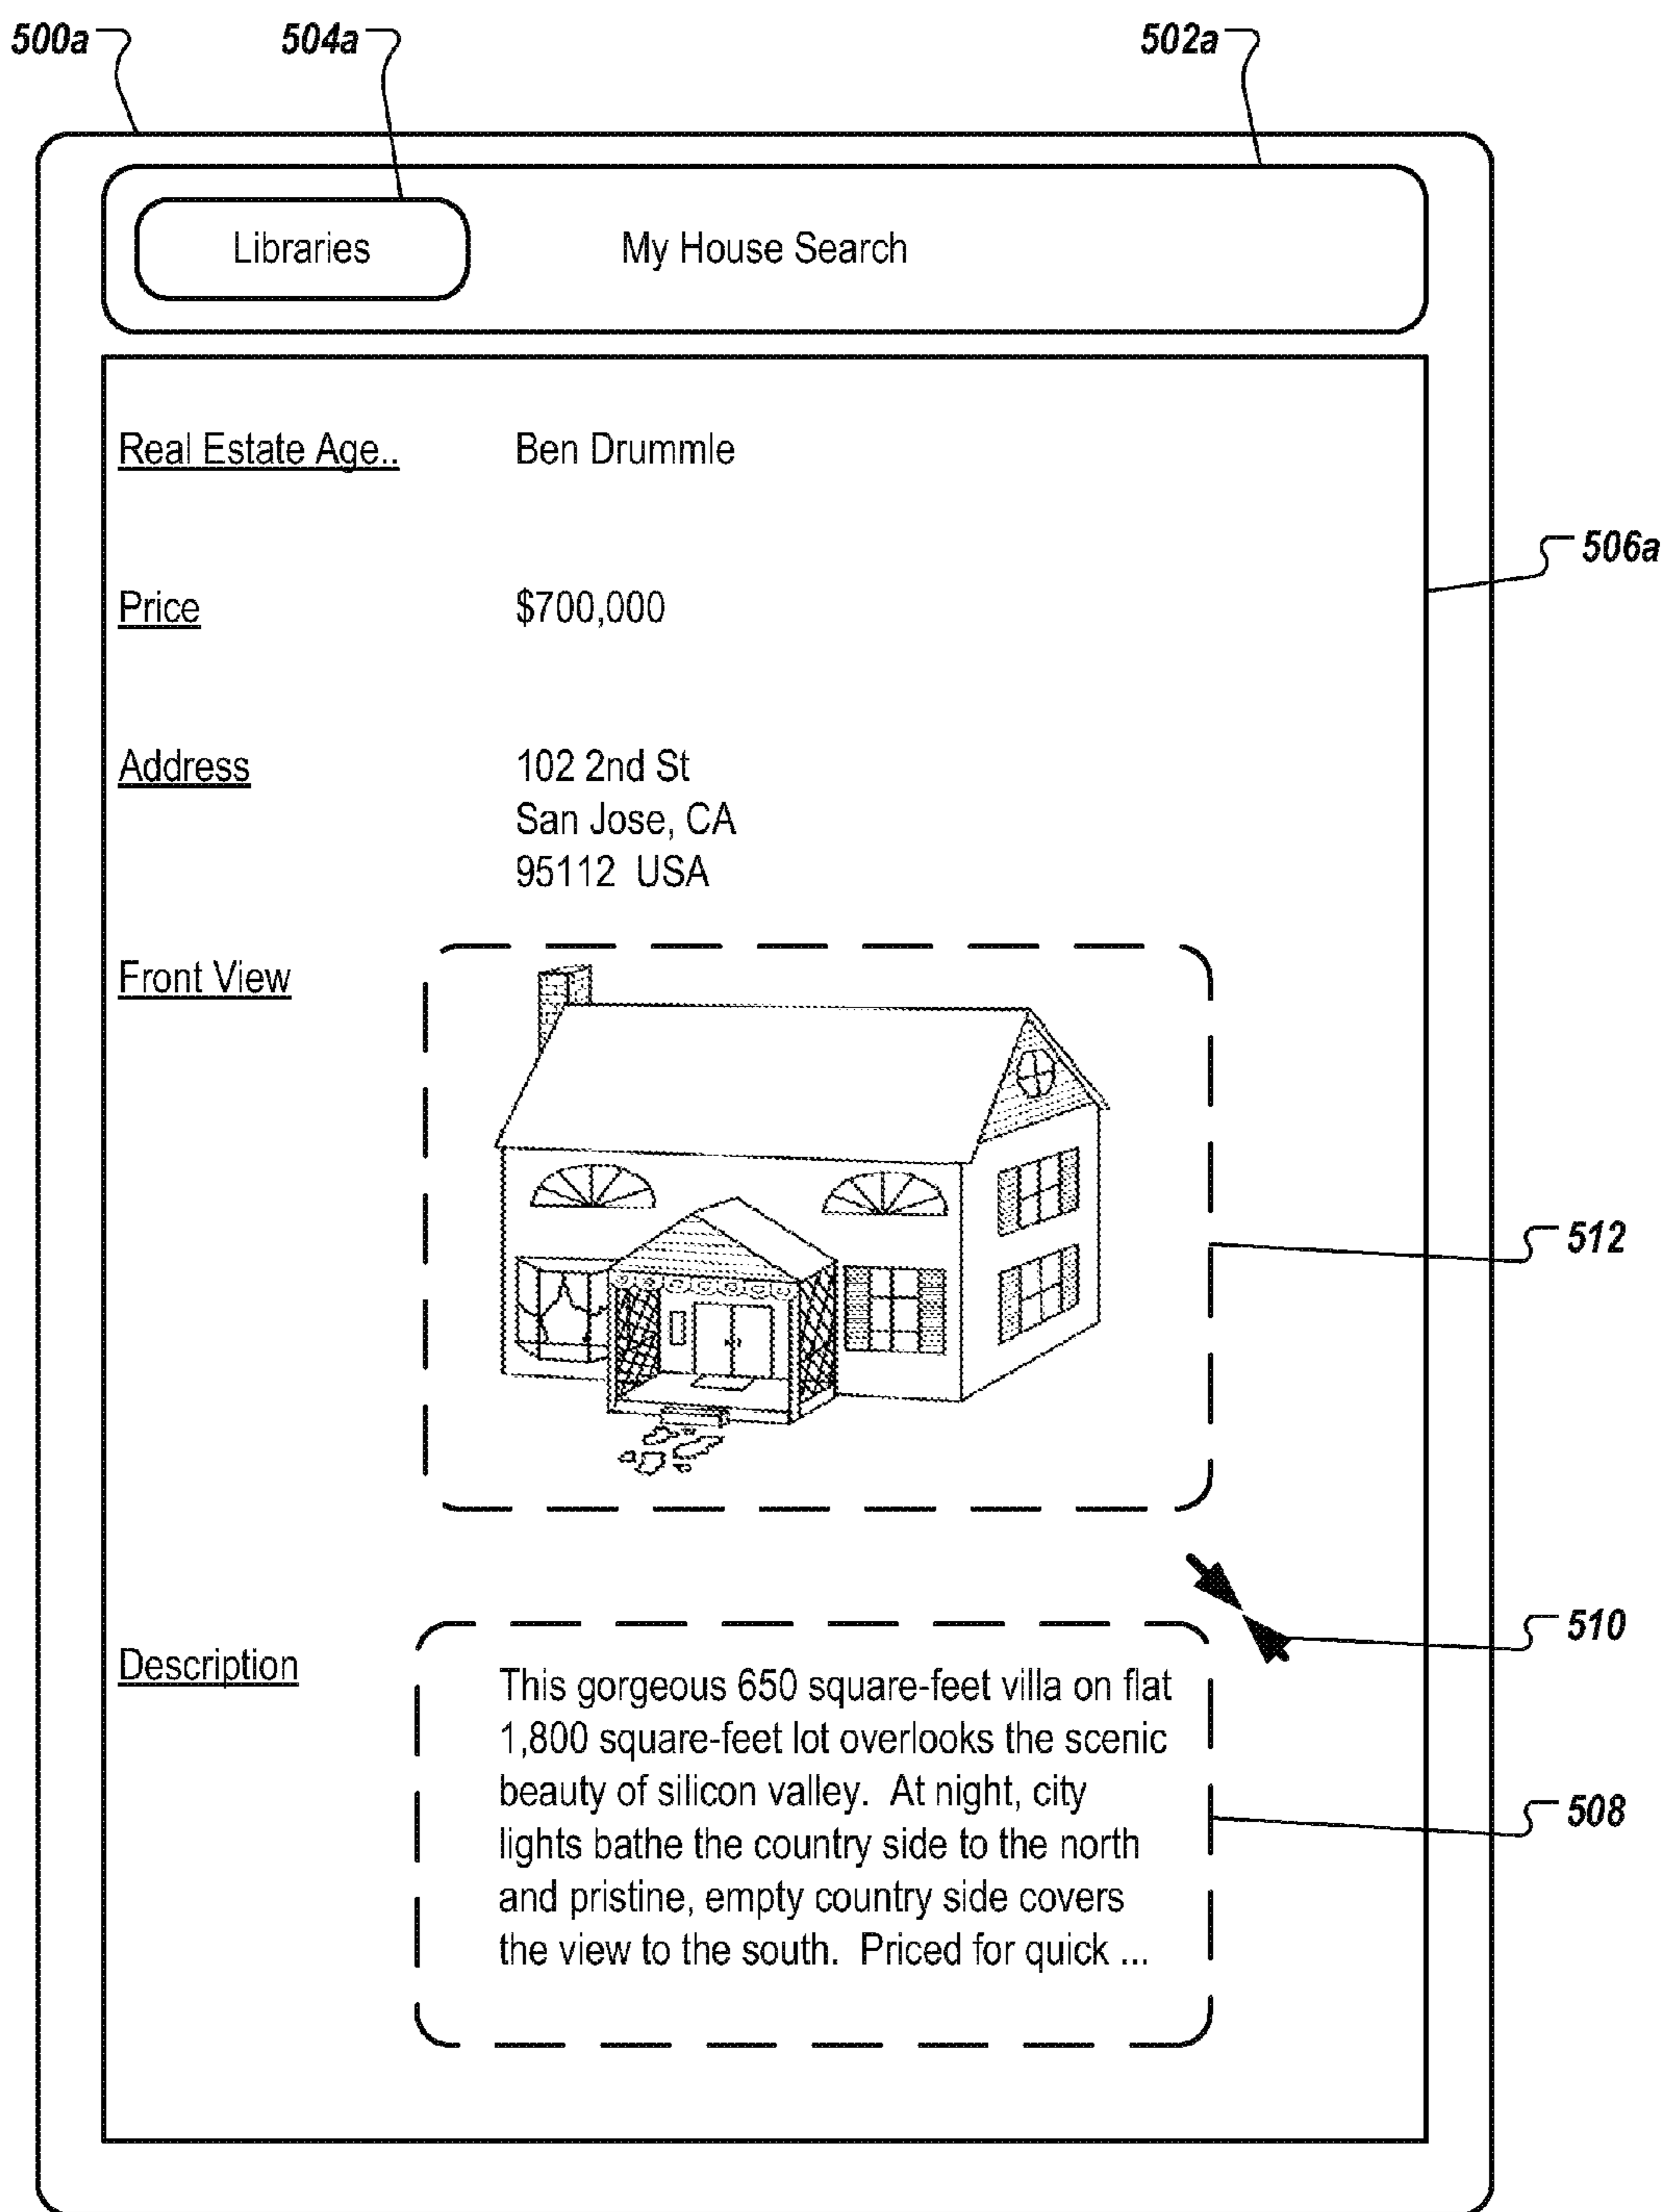 500a
504a
502a
Libraries
My House Search
Real Estate Age..
Ben Drummle
506a
Price
$700,000
Address
102 2nd St
San Jose, CA
95112  USA
Front View
512
510
Description
This gorgeous 650 square-feet villa on flat
1,800 square-feet lot overlooks the scenic
beauty of silicon valley.  At night, city
lights bathe the country side to the north
and pristine, empty country side covers
the view to the south.  Priced for quick ...
508